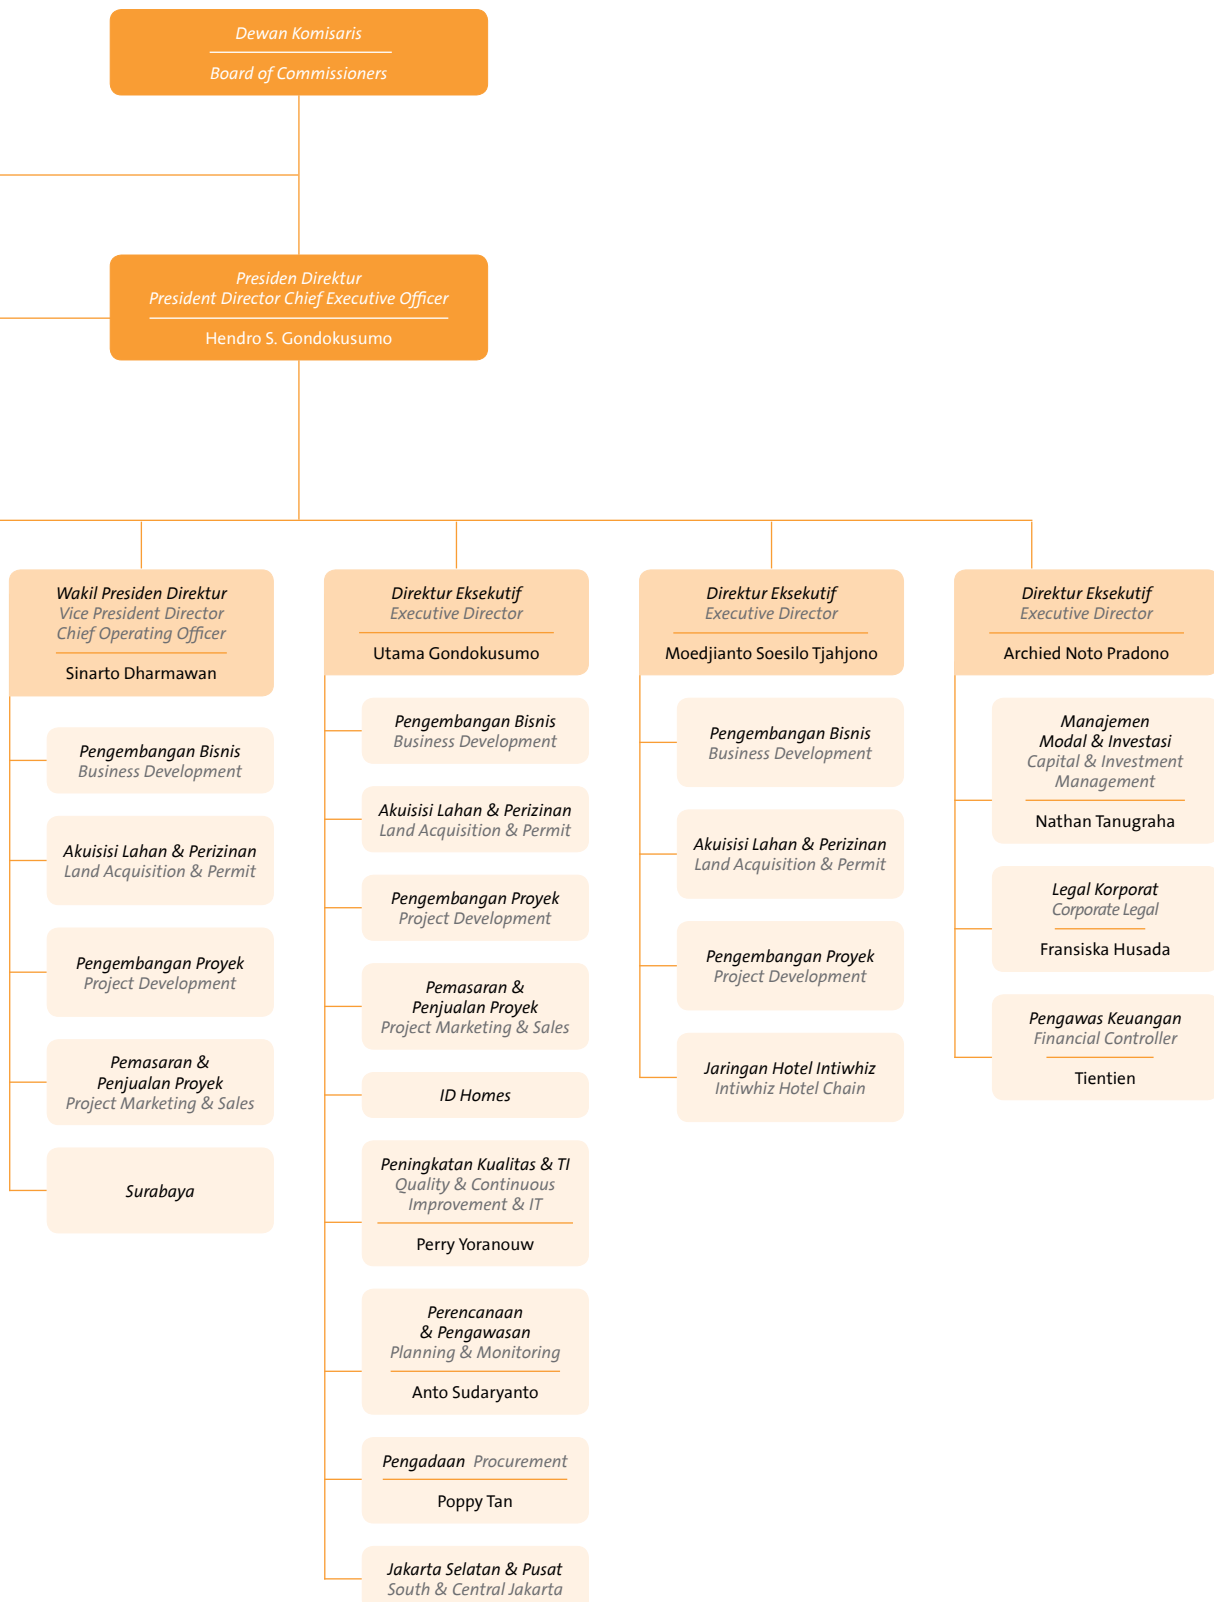 Dewan Komisaris
Board of Commissioners
Presiden Direktur
President Director Chief Executive Officer
Hendro S. Gondokusumo
Wakil Presiden Direktur
Vice President Director
Chief Operating Officer
Sinarto Dharmawan
Pengembangan Bisnis
Business Development
Akuisisi Lahan & Perizinan
Land Acquisition & Permit
Pengembangan Proyek
Project Development
Pemasaran &
Penjualan Proyek
Project Marketing & Sales
Surabaya
Direktur Eksekutif
Executive Director
Utama Gondokusumo
Pengembangan Bisnis
Business Development
Akuisisi Lahan & Perizinan
Land Acquisition & Permit
Pengembangan Proyek
Project Development
Pemasaran &
Penjualan Proyek
Project Marketing & Sales
ID Homes
Peningkatan Kualitas & TI
Quality & Continuous
Improvement & IT
Perry Yoranouw
Perencanaan
& Pengawasan
Planning & Monitoring
Anto Sudaryanto
Pengadaan Procurement
Poppy Tan
Jakarta Selatan & Pusat
South & Central Jakarta
Direktur Eksekutif
Executive Director
Moedjianto Soesilo Tjahjono
Pengembangan Bisnis
Business Development
Akuisisi Lahan & Perizinan
Land Acquisition & Permit
Pengembangan Proyek
Project Development
Jaringan Hotel Intiwhiz
Intiwhiz Hotel Chain
Direktur Eksekutif
Executive Director
Archied Noto Pradono
Manajemen
Modal & Investasi
Capital & Investment
Management
Nathan Tanugraha
Legal Korporat
Corporate Legal
Fransiska Husada
Pengawas Keuangan
Financial Controller
Tientien